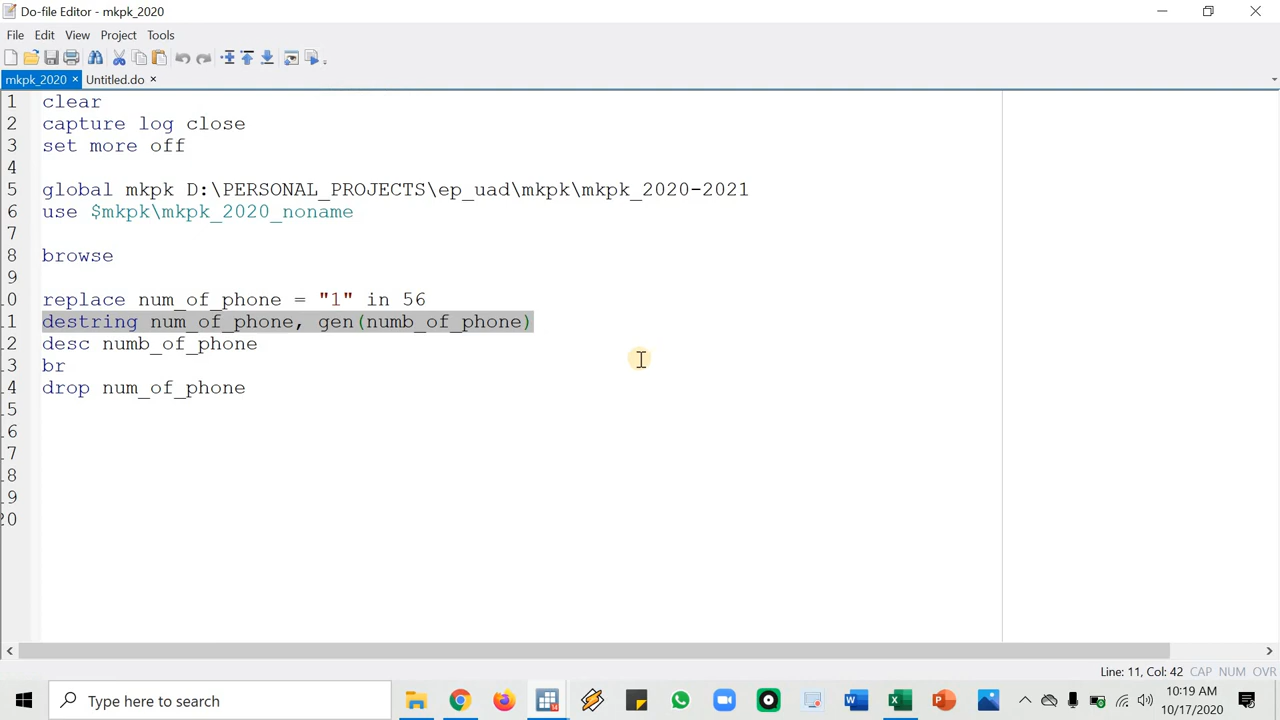 Do-file Editor - mkpk_2020
File Edit View Project Tools
mkpk_2020 × Untitled.do ×
1 clear
2 capture log close
3 set more off
4
5 global mkpk D:\PERSONAL_PROJECTS\ep_uad\mkpk\mkpk_2020-2021
6 use $mkpk\mkpk_2020_noname
7
8 browse
9
0 replace num_of_phone = "1" in 56
1 destring num_of_phone, gen(numb_of_phone)
2 desc numb_of_phone
3 br
4 drop num_of_phone
5
6
7
8
9
20
Line: 11, Col: 42 CAP NUM OVR
Type here to search
10:19 AM
10/17/2020